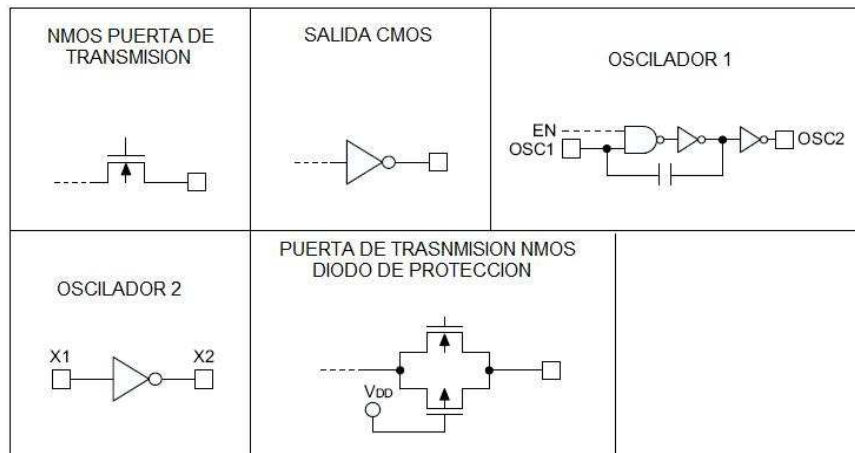 NMOS PUERTA DE
TRANSMISION
SALIDA CMOS
OSCILADOR 1
EN
OSC1
OSC2
OSCILADOR 2
X1
X2
PUERTA DE TRASNMISION NMOS
DIODO DE PROTECCION
VDD